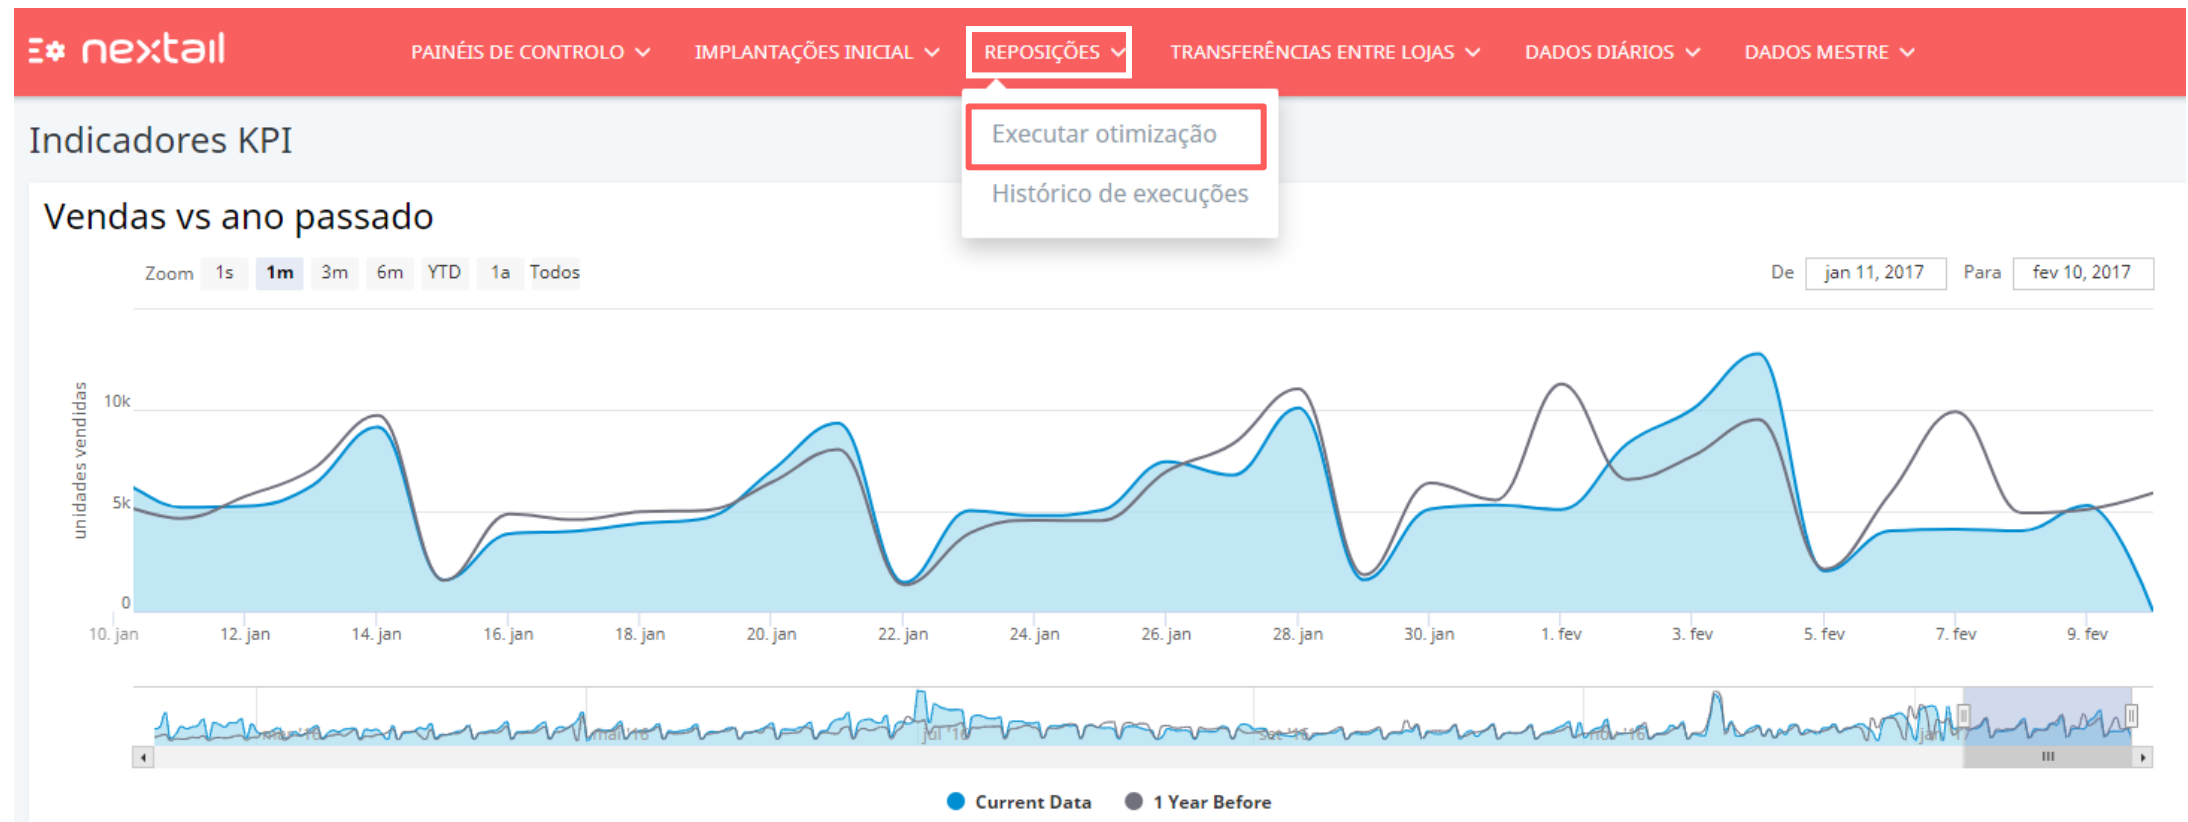 nextail
PAINÉIS DE CONTROLO
IMPLANTAÇÕES INICIAL
REPOSIÇÕES
TRANSFERÊNCIAS ENTRE LOJAS
DADOS DIÁRIOS
DADOS MESTRE
Executar otimização
Histórico de execuções
Indicadores KPI
Vendas vs ano passado
Zoom 1s 1m 3m 6m YTD 1a Todos
De jan 11, 2017 Para fev 10, 2017
unidades vendidas
10k
5k
0
10. jan 12. jan 14. jan 16. jan 18. jan 20. jan 22. jan 24. jan 26. jan 28. jan 30. jan 1. fev 3. fev 5. fev 7. fev 9. fev
mai '16 jul '16
Current Data 1 Year Before